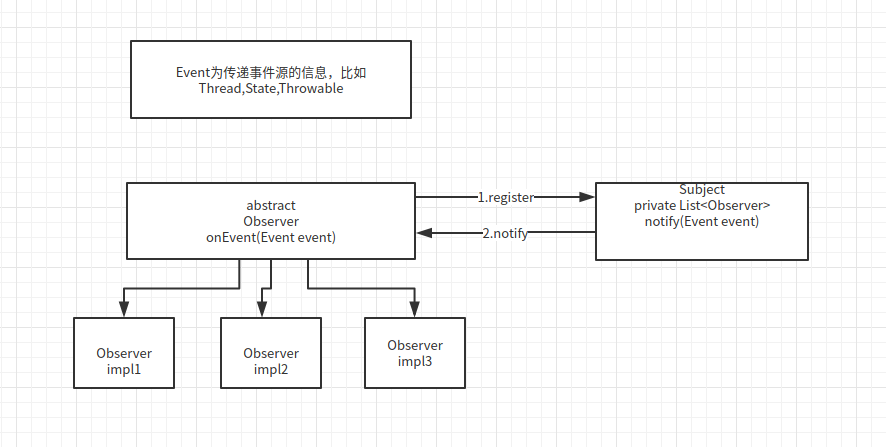 Event为传递事件源的信息，比如
Thread,State,Throwable
abstract
Observer
onEvent(Event event)
1.register
2.notify
Subject
private List<Observer>
notify(Event event)
Observer
impl1
Observer
impl2
Observer
impl3